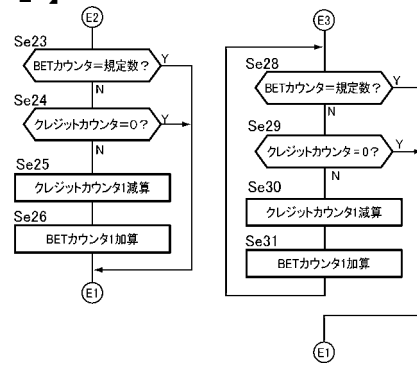 E2
Se23
BETカウンタ=規定数?
Y
N
Se24
クレジットカウンタ=0?
Y
N
Se25
クレジットカウンタ1減算
Se26
BETカウンタ1加算
E1
E3
Se28
BETカウンタ=規定数?
Y
N
Se29
クレジットカウンタ=0?
Y
N
Se30
クレジットカウンタ1減算
Se31
BETカウンタ1加算
E1